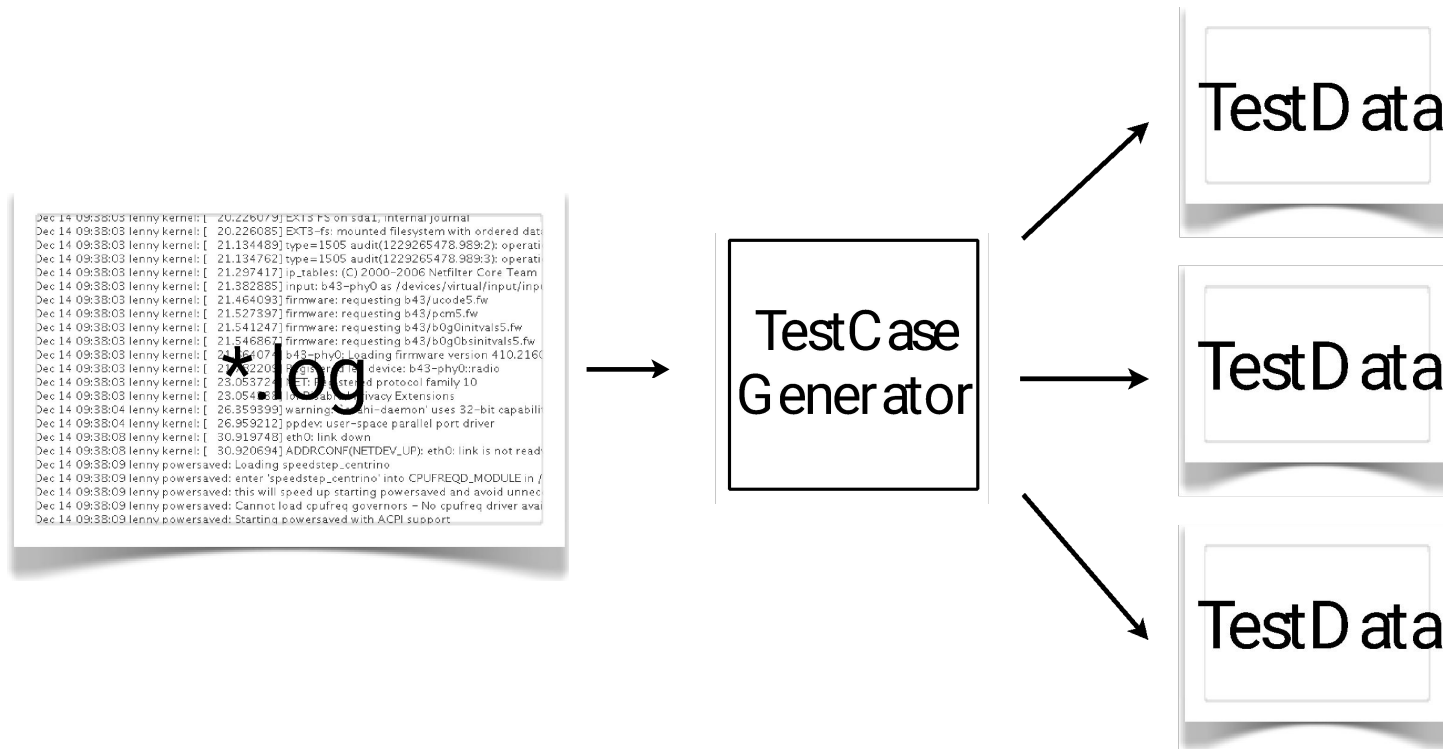 Dec 14 09:38:03 lenny kernel: [ 20.226079] EXT3 FS on sda1, internal journal
Dec 14 09:38:03 lenny kernel: [ 20.226085] EXT3-fs: mounted filesystem with ordered dat
Dec 14 09:38:03 lenny kernel: [ 21.134489] type=1505 audit(1229265478.989:2): operati
Dec 14 09:38:03 lenny kernel: [ 21.134762] type=1505 audit(1229265478.989:3): operati
Dec 14 09:38:03 lenny kernel: [ 21.297417] ip_tables: (C) 2000-2006 Netfilter Core Team
Dec 14 09:38:03 lenny kernel: [ 21.382885] input: b43-phy0 as /devices/virtual/input/inp
Dec 14 09:38:03 lenny kernel: [ 21.464093] firmware: requesting b43/ucode5.fw
Dec 14 09:38:03 lenny kernel: [ 21.527397] firmware: requesting b43/pcm5.fw
Dec 14 09:38:03 lenny kernel: [ 21.541247] firmware: requesting b43/b0g0initvals5.fw
Dec 14 09:38:03 lenny kernel: [ 21.546867] firmware: requesting b43/b0g0bsinitvals5.fw
Dec 14 09:38:03 lenny kernel: [ b43-phy0: Loading firmware version 410.216
Dec 14 09:38:03 lenny kernel: [ device: b43-phy0::radio
Dec 14 09:38:03 lenny kernel: [ 23.053724] NET: Registered protocol family 10
Dec 14 09:38:03 lenny kernel: [ Privacy Extensions
Dec 14 09:38:04 lenny kernel: [ 26.359399] warning: uses 32-bit capabili
Dec 14 09:38:04 lenny kernel: [ 26.959212] ppdev: user-space parallel port driver
Dec 14 09:38:08 lenny kernel: [ 30.919748] eth0: link down
Dec 14 09:38:08 lenny kernel: [ 30.920694] ADDRCONF(NETDEV_UP): eth0: link is not read
Dec 14 09:38:09 lenny powersaved: Loading speedstep_centrino
Dec 14 09:38:09 lenny powersaved: enter 'speedstep_centrino' into CPUFREQD_MODULE in /
Dec 14 09:38:09 lenny powersaved: this will speed up starting powersaved and avoid unnec
Dec 14 09:38:09 lenny powersaved: Cannot load cpufreq governors - No cpufreq driver avai
Dec 14 09:38:09 lenny powersaved: Starting powersaved with ACPI support
*.log
TestCase
Generator
TestData
TestData
TestData